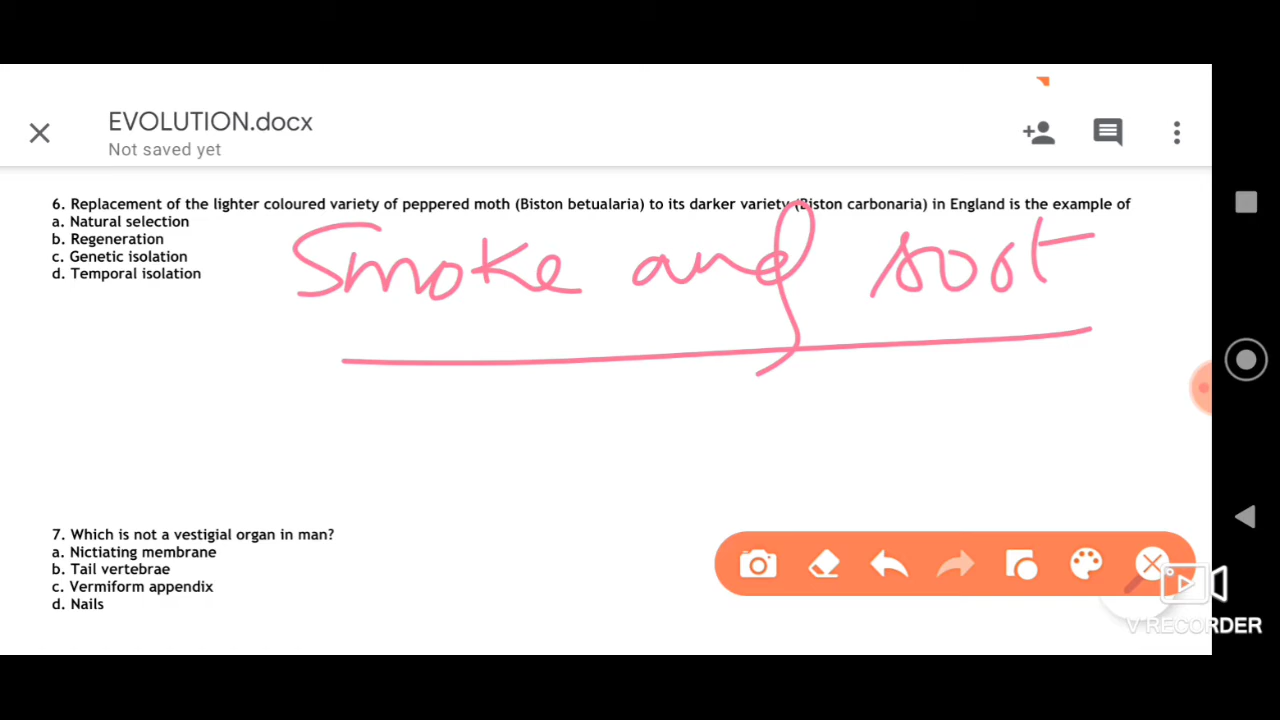 EVOLUTION.docx
Not saved yet
6. Replacement of the lighter coloured variety of peppered moth (Biston betualaria) to its darker variety (Biston carbonaria) in England is the example of
a. Natural selection
b. Regeneration
c. Genetic isolation
d. Temporal isolation
Smoke and soot
7. Which is not a vestigial organ in man?
a. Nictiating membrane
b. Tail vertebrae
c. Vermiform appendix
d. Nails
V RECORDER